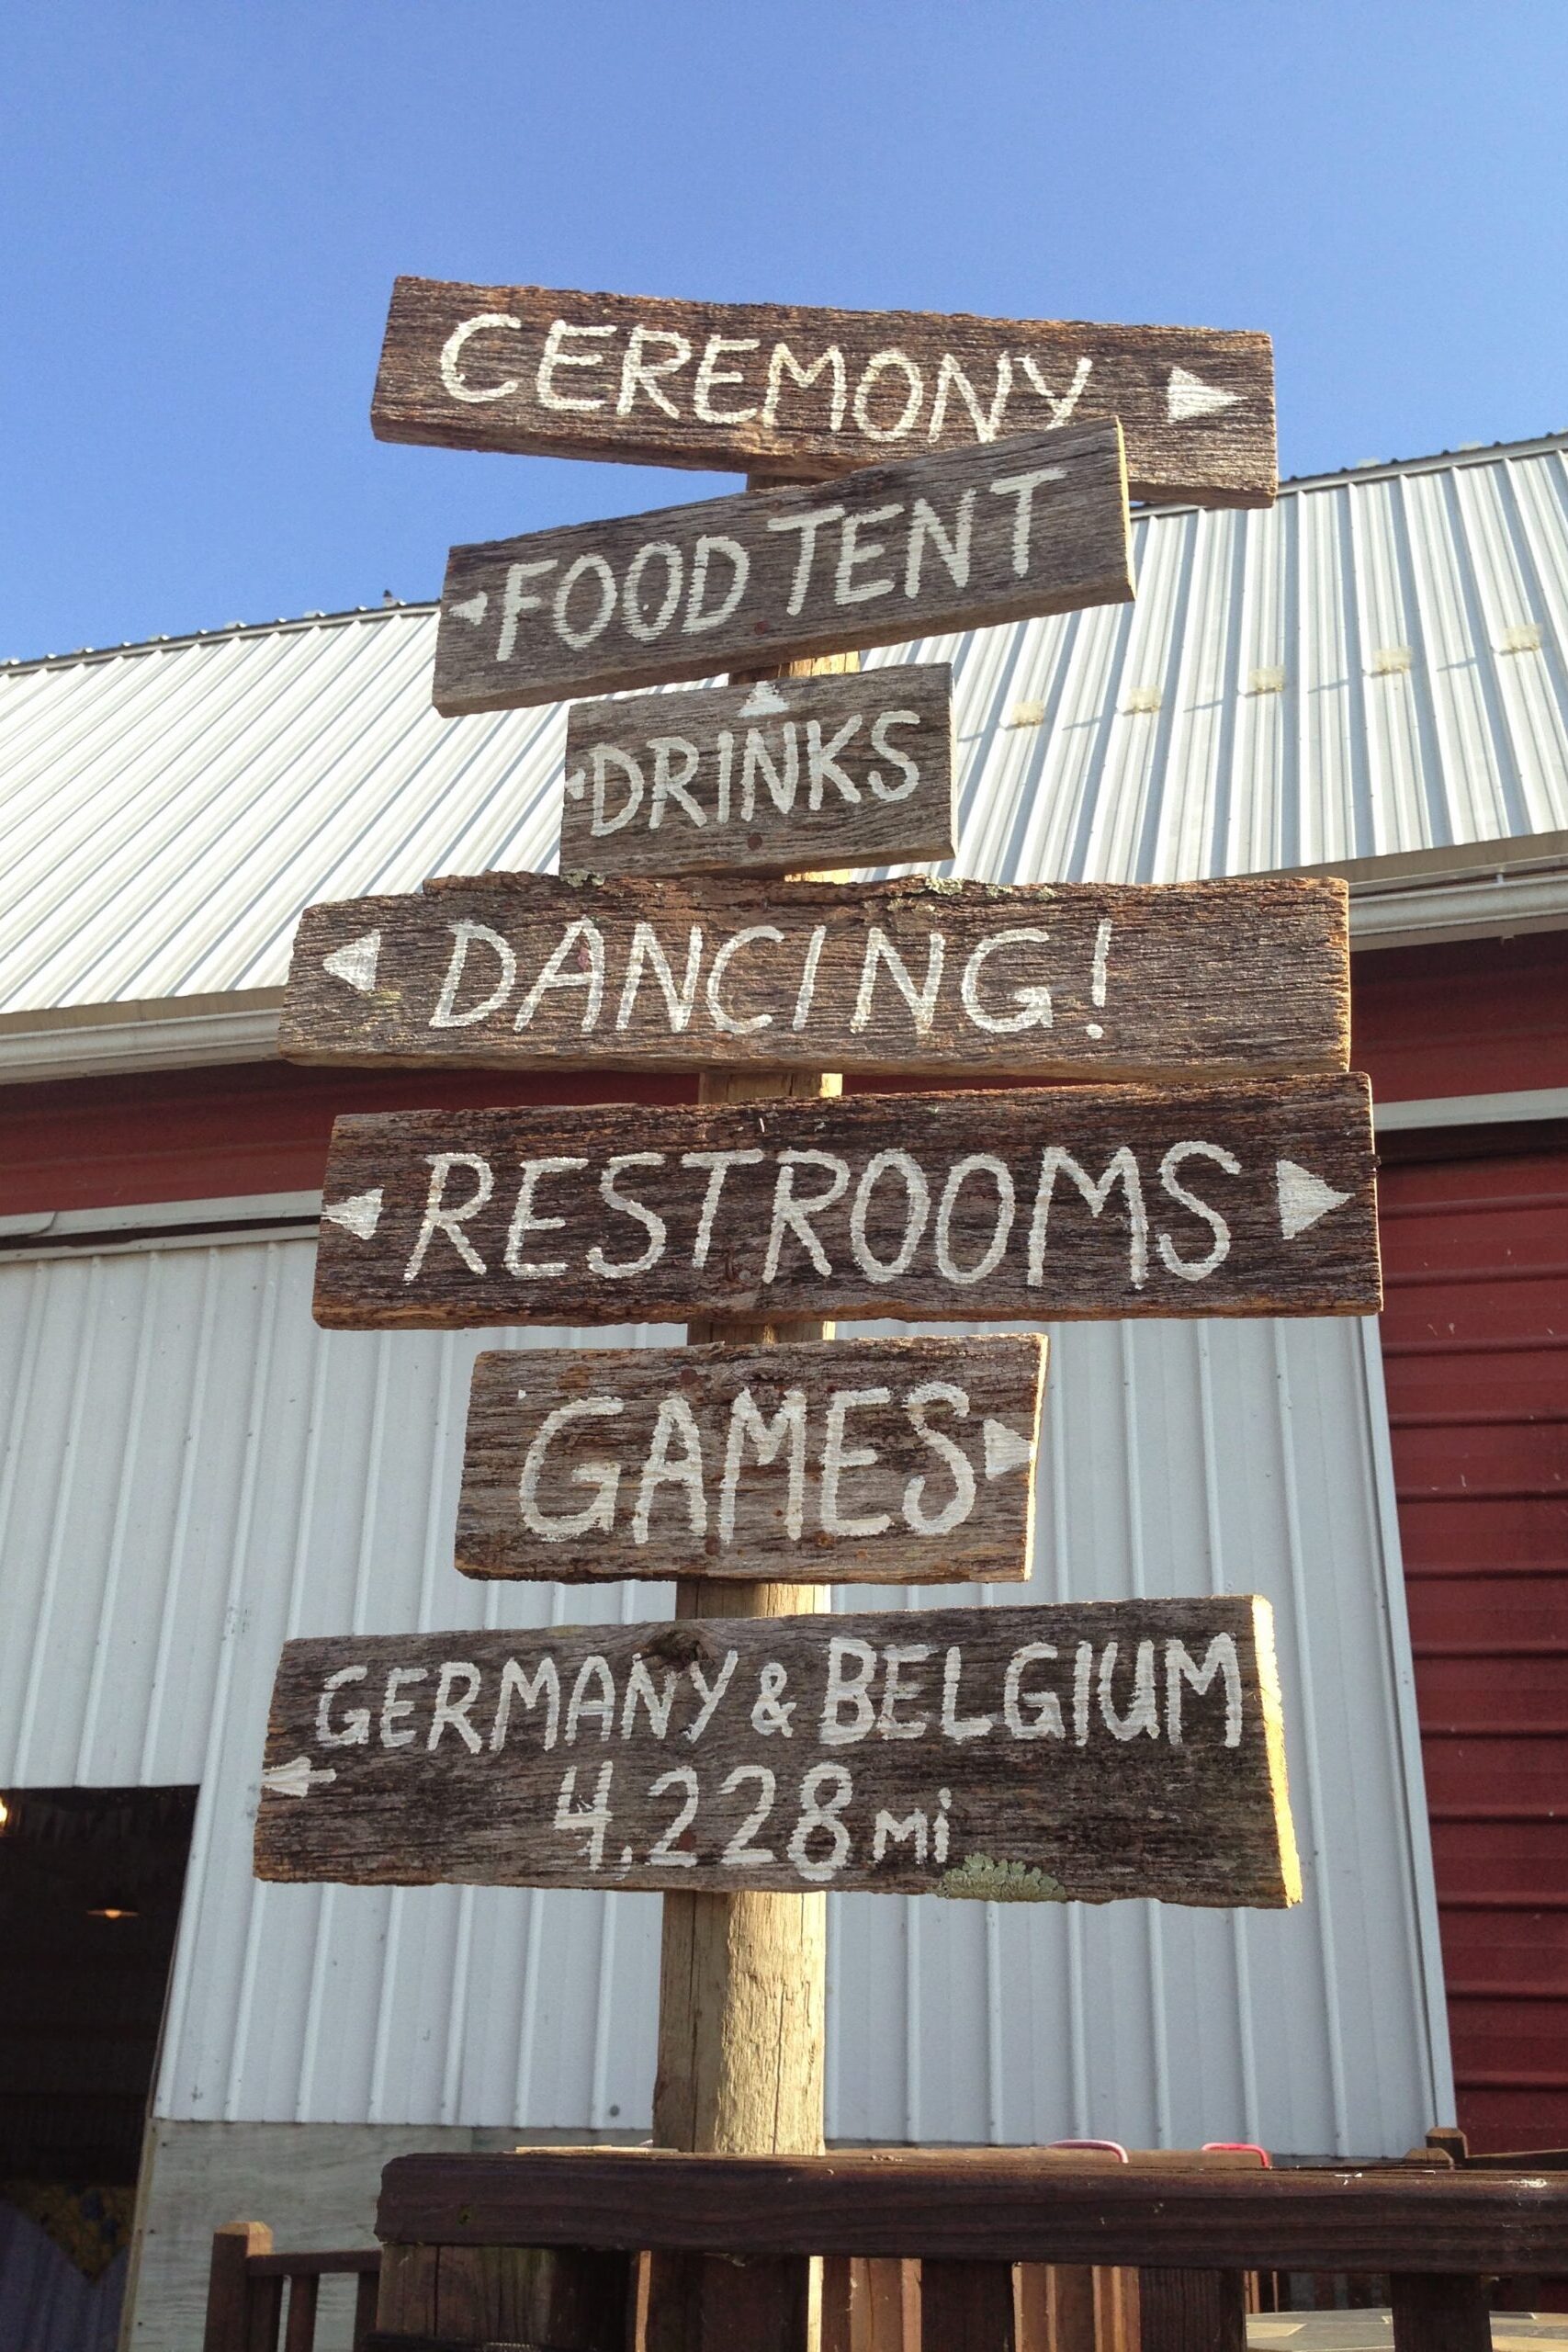 CEREMONY
FOOD TENT
DRINKS
DANCING!
RESTROOMS
GAMES
GERMANY & BELGIUM
4,228 mi